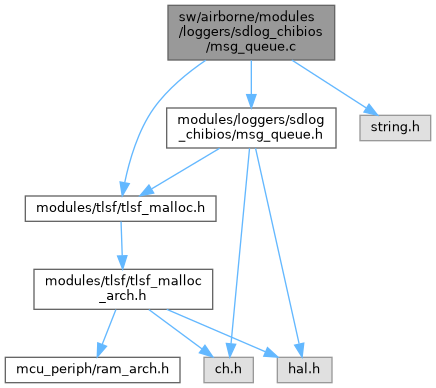 sw/airborne/modules
/loggers/sdlog_chibios
/msg_queue.c
modules/loggers/sdlog
_chibios/msg_queue.h
string.h
modules/tlsf/tlsf_malloc.h
modules/tlsf/tlsf_malloc
_arch.h
mcu_periph/ram_arch.h
ch.h
hal.h